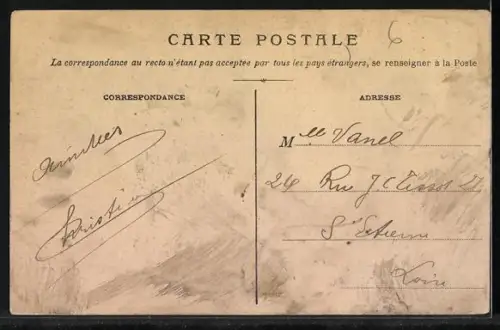 6
CARTE POSTALE
La correspondance au recto n'étant pas acceptée par tous les pays étrangers, se renseigner à la Poste
CORRESPONDANCE
ADRESSE
Amitiés
Mlle Vanel
24 Rue J C Tissot
St Etienne
Loire